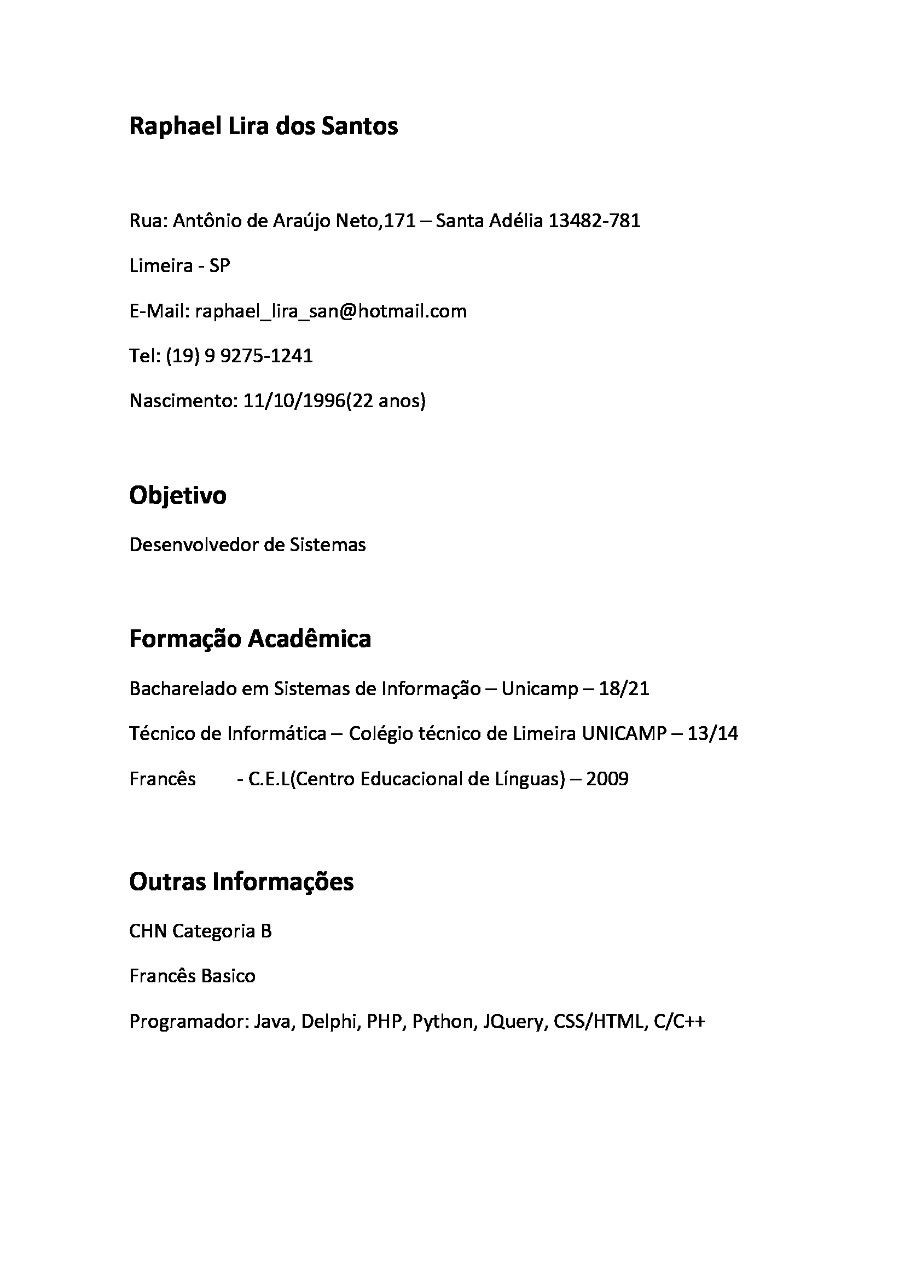 Raphael Lira dos Santos
Rua: Antônio de Araújo Neto,171 – Santa Adélia 13482-781
Limeira - SP
E-Mail: raphael_lira_san@hotmail.com
Tel: (19) 9 9275-1241
Nascimento: 11/10/1996(22 anos)
Objetivo
Desenvolvedor de Sistemas
Formação Acadêmica
Bacharelado em Sistemas de Informação – Unicamp – 18/21
Técnico de Informática – Colégio técnico de Limeira UNICAMP – 13/14
Francês - C.E.L(Centro Educacional de Línguas) – 2009
Outras Informações
CHN Categoria B
Francês Basico
Programador: Java, Delphi, PHP, Python, JQuery, CSS/HTML, C/C++